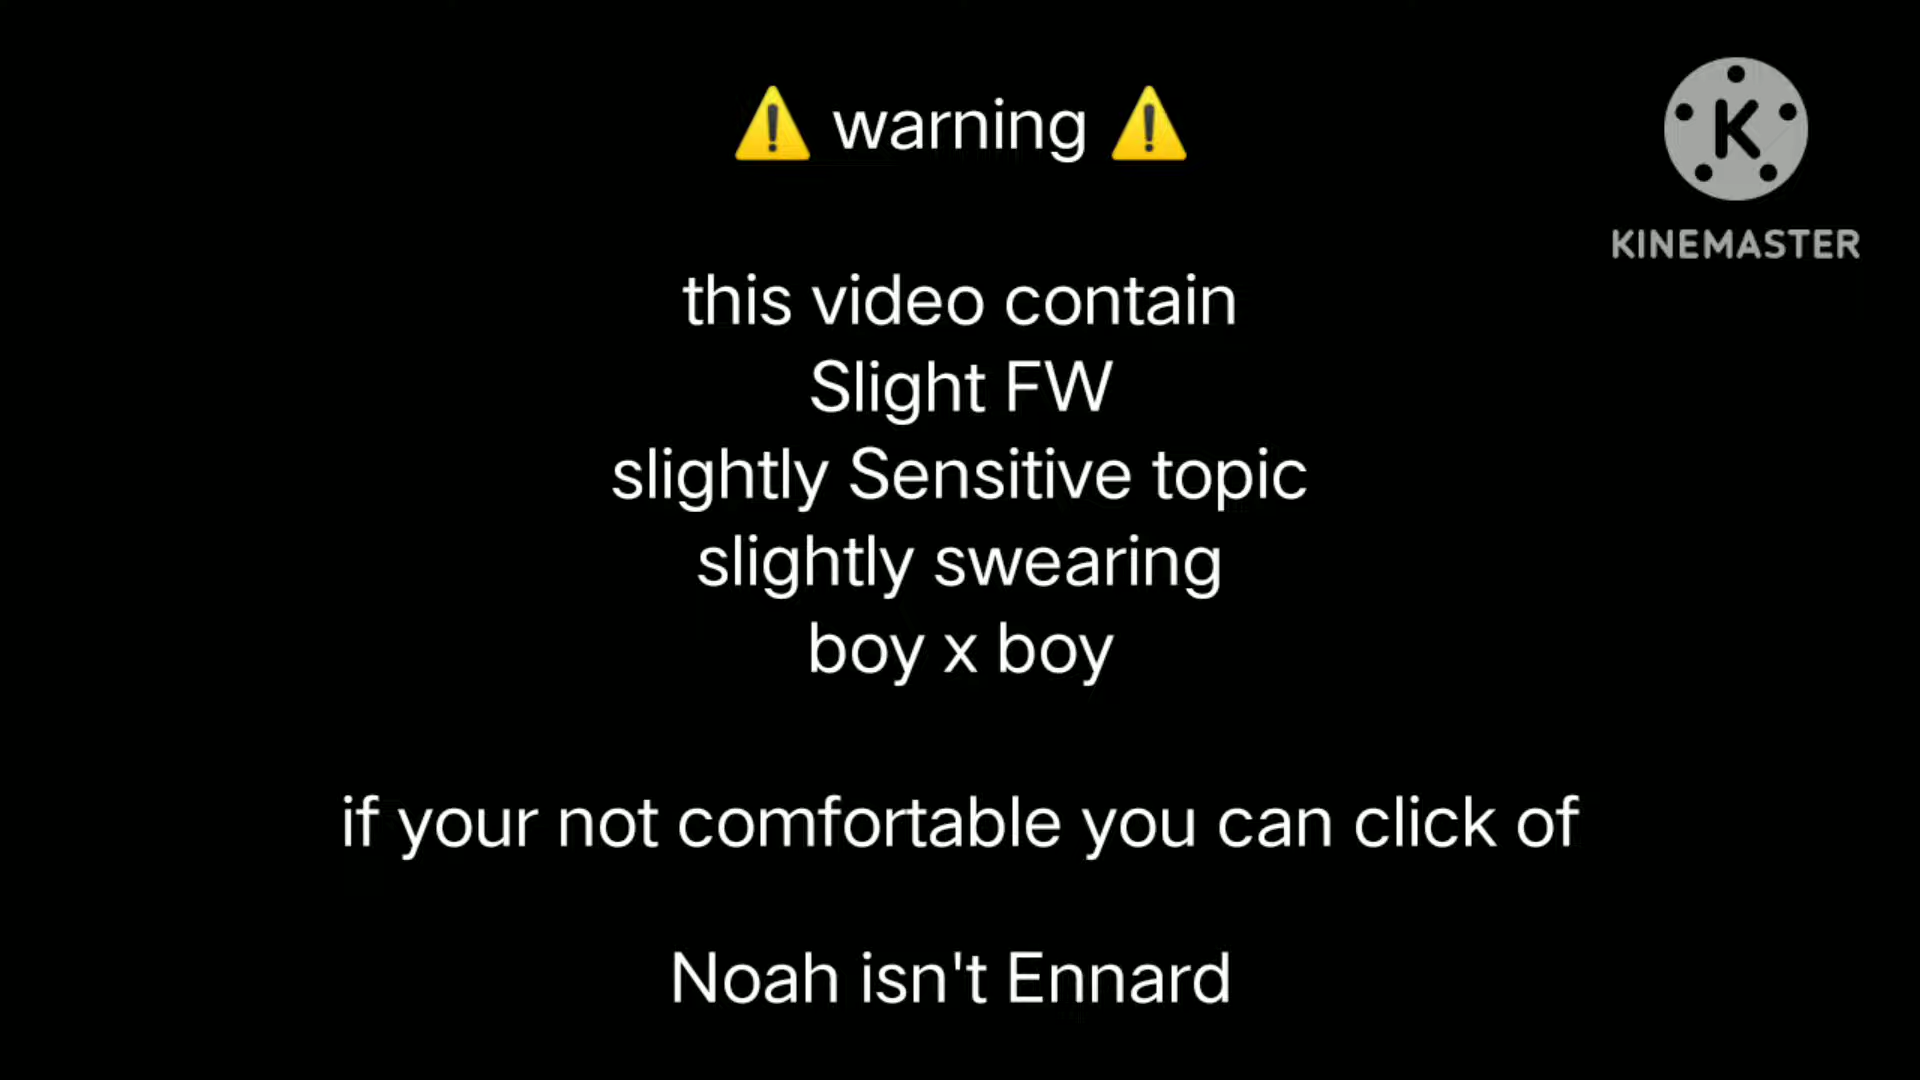 ⚠️ warning ⚠️
K
KINEMASTER
this video contain
Slight FW
slightly Sensitive topic
slightly swearing
boy x boy
if your not comfortable you can click of
Noah isn't Ennard